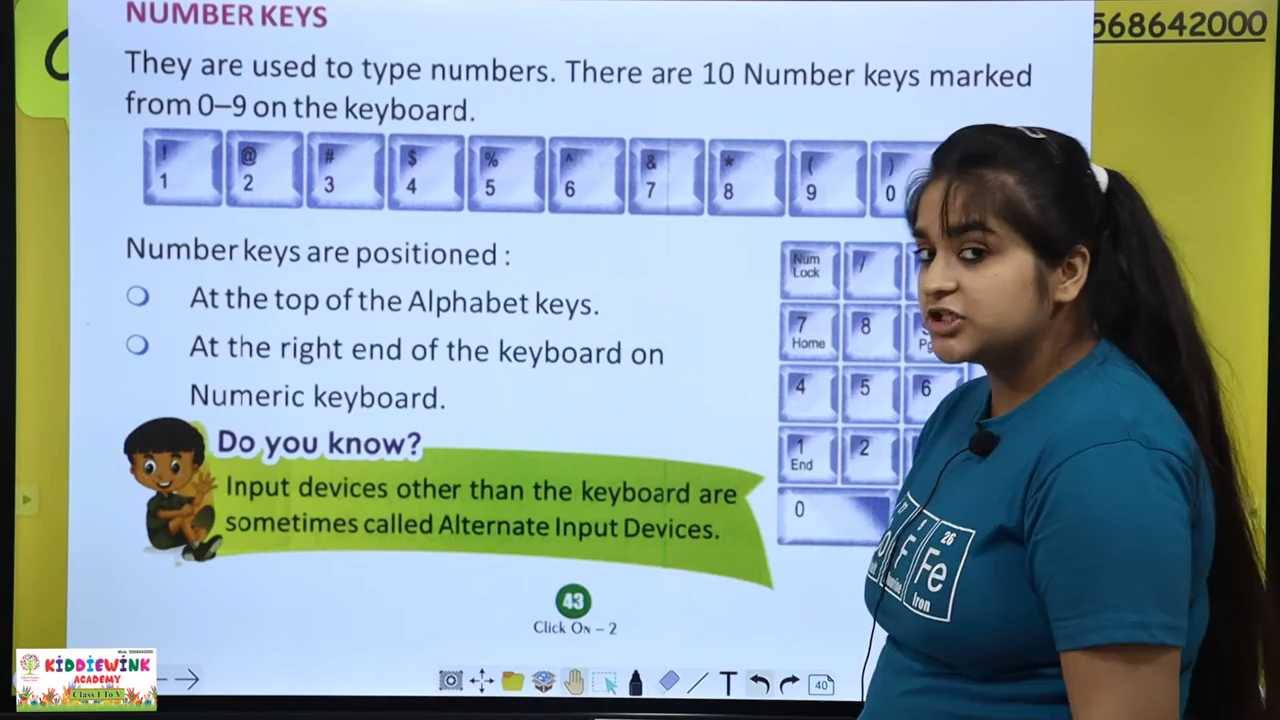 NUMBER KEYS
568642000
They are used to type numbers. There are 10 Number keys marked
from 0–9 on the keyboard.
! @ # $ % ^ & * ( )
1 2 3 4 5 6 7 8 9 0
Number keys are positioned :
At the top of the Alphabet keys.
At the right end of the keyboard on
Numeric keyboard.
Num
Lock
/
7
Home
8
4
5
6
1
End
2
0
Do you know?
Input devices other than the keyboard are
sometimes called Alternate Input Devices.
43
Click On – 2
26
Fe
Iron
KIDDIEWINK
ACADEMY
Class I To V
T
40